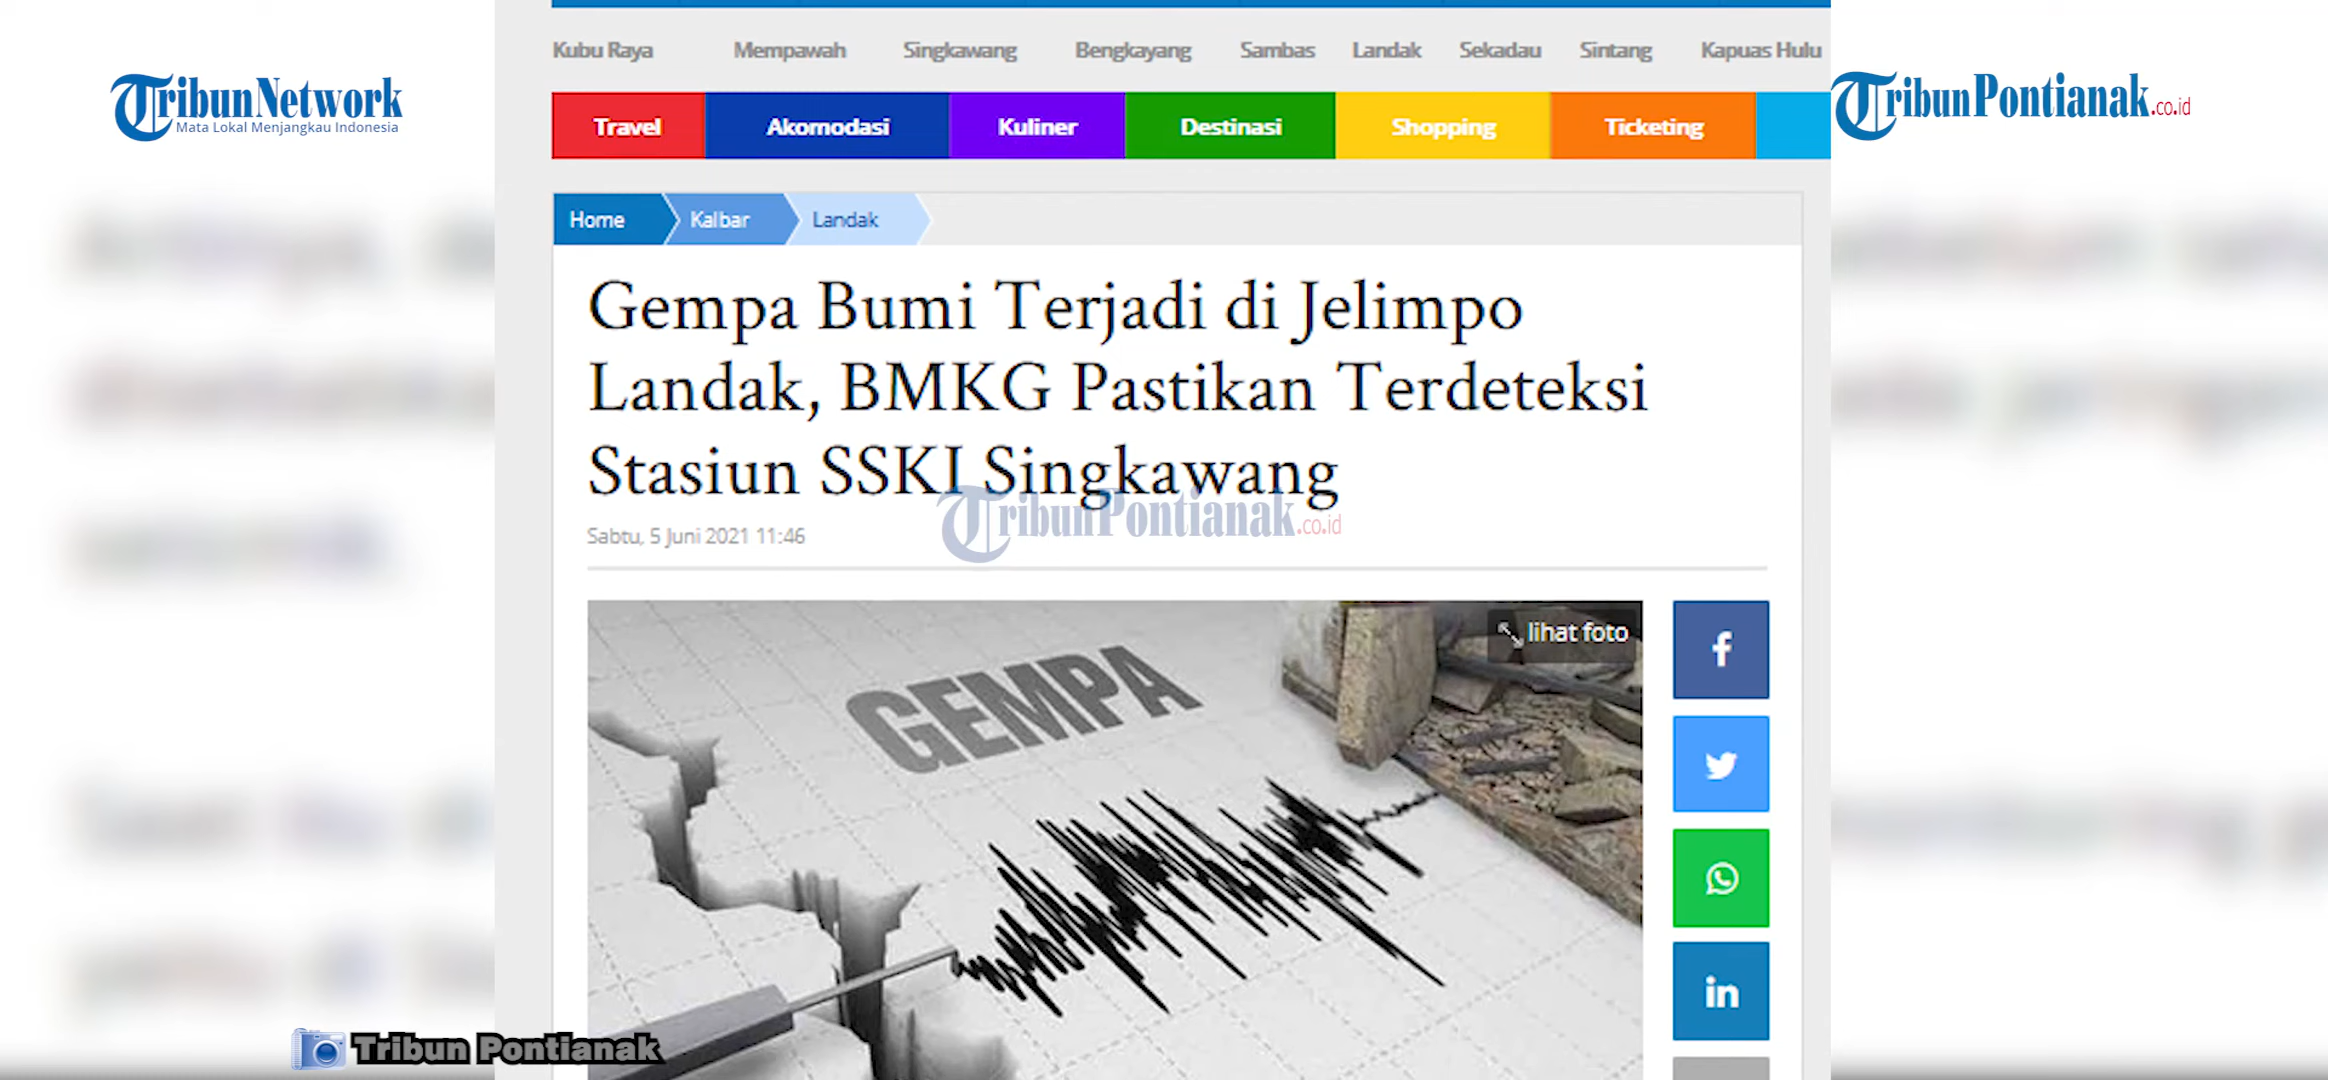 TribunNetwork
Mata Lokal Menjangkau Indonesia
TribunPontianak.co.id
Kubu Raya Mempawah Singkawang Bengkayang Sambas Landak Sekadau Sintang Kapuas Hulu
Travel Akomodasi Kuliner Destinasi Shopping Ticketing
Home Kalbar Landak
Gempa Bumi Terjadi di Jelimpo
Landak, BMKG Pastikan Terdeteksi
Stasiun SSKI Singkawang
TribunPontianak.co.id
Sabtu, 5 Juni 2021 11:46
lihat foto
GEMPA
Tribun Pontianak